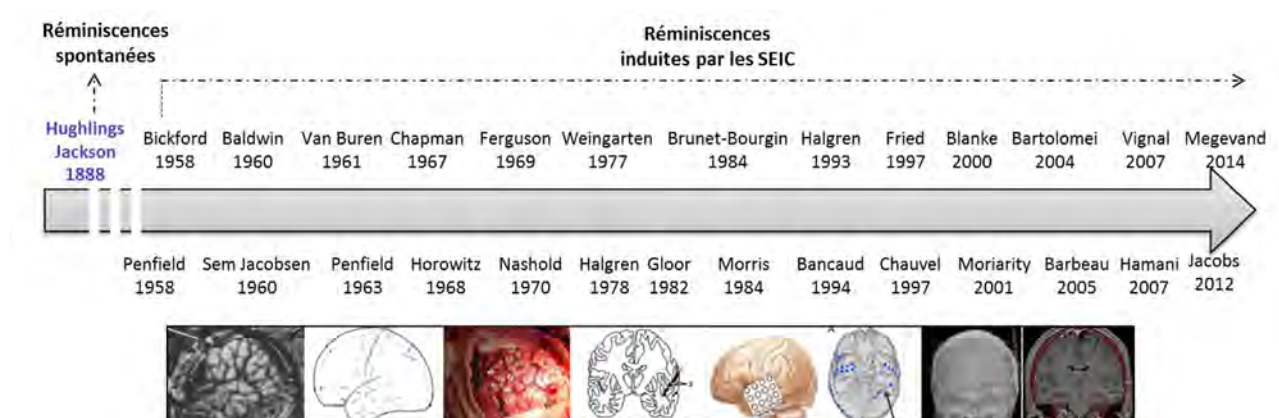 Réminiscences
spontanées
Réminiscences
induites par les SEIC
Hughlings
Jackson
1888
Bickford Baldwin Van Buren Chapman Ferguson Weingarten Brunet-Bourgin Halgren Fried Blanke Bartolomei Vignal Megevand
1958 1960 1961 1967 1969 1977 1984 1993 1997 2000 2004 2007 2014
Penfield Sem Jacobsen Penfield Horowitz Nashold Halgren Gloor Morris Bancaud Chauvel Moriarity Barbeau Hamani Jacobs
1958 1960 1963 1968 1970 1978 1982 1984 1994 1997 2001 2005 2007 2012
A